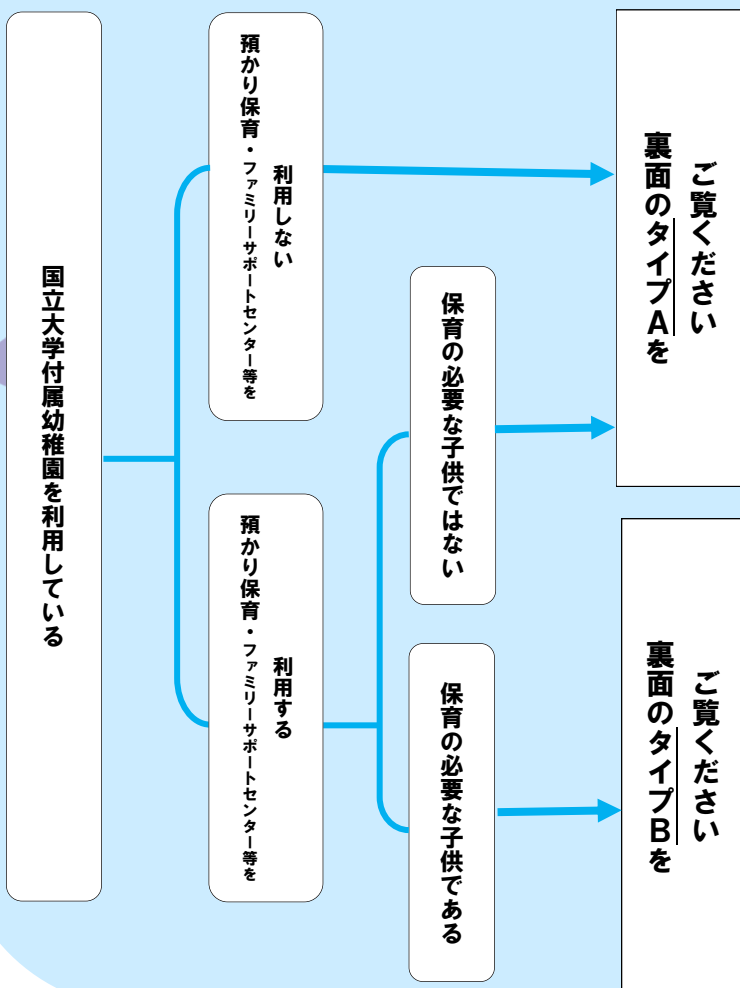 国立大学付属幼稚園を利用している
預かり保育・ファミリーサポートセンター等を
利用しない
裏面のタイプAを
ご覧ください
預かり保育・ファミリーサポートセンター等を
利用する
保育の必要な子供ではない
保育の必要な子供である
裏面のタイプBを
ご覧ください